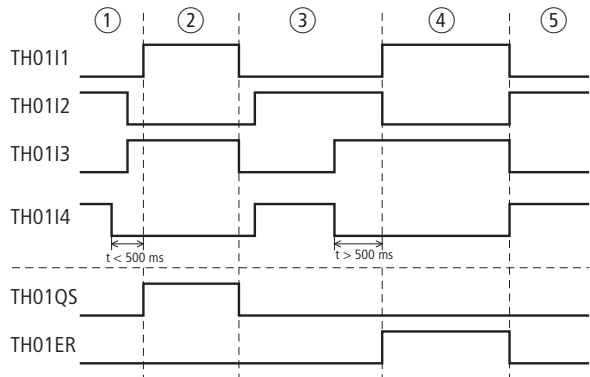 ① ② ③ ④ ⑤
TH01I1
TH01I2
TH01I3
TH01I4
t < 500 ms t > 500 ms
TH01QS
TH01ER